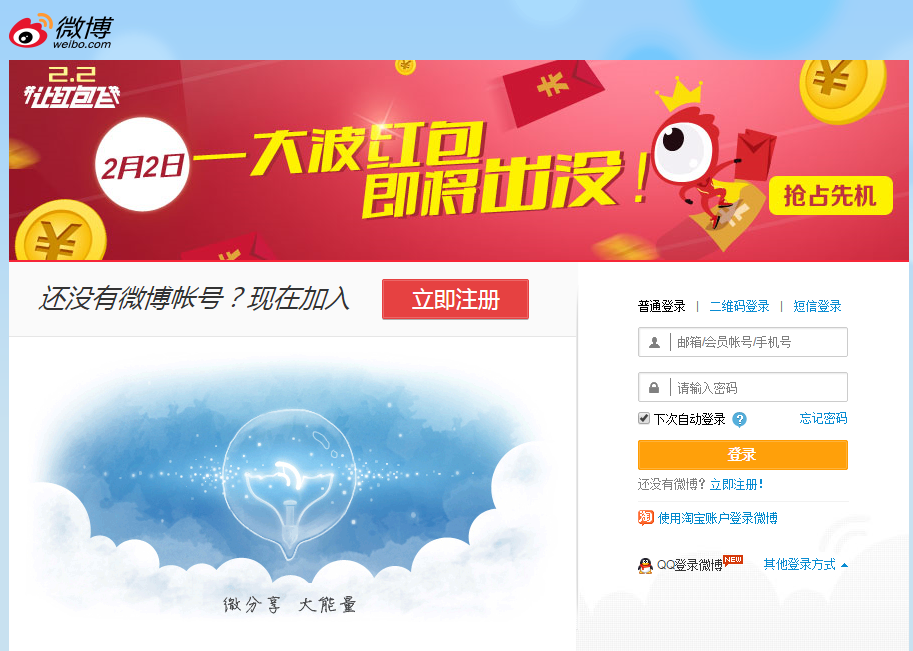 微博
weibo.com
2.2
让红包飞
2月2日
一大波红包
即将出没！
抢占先机
还没有微博帐号？现在加入
立即注册
普通登录 | 二维码登录 | 短信登录
邮箱/会员帐号/手机号
请输入密码
下次自动登录 ? 忘记密码
登录
还没有微博？立即注册!
淘 使用淘宝账户登录微博
QQ登录微博 NEW 其他登录方式
微分享 大能量